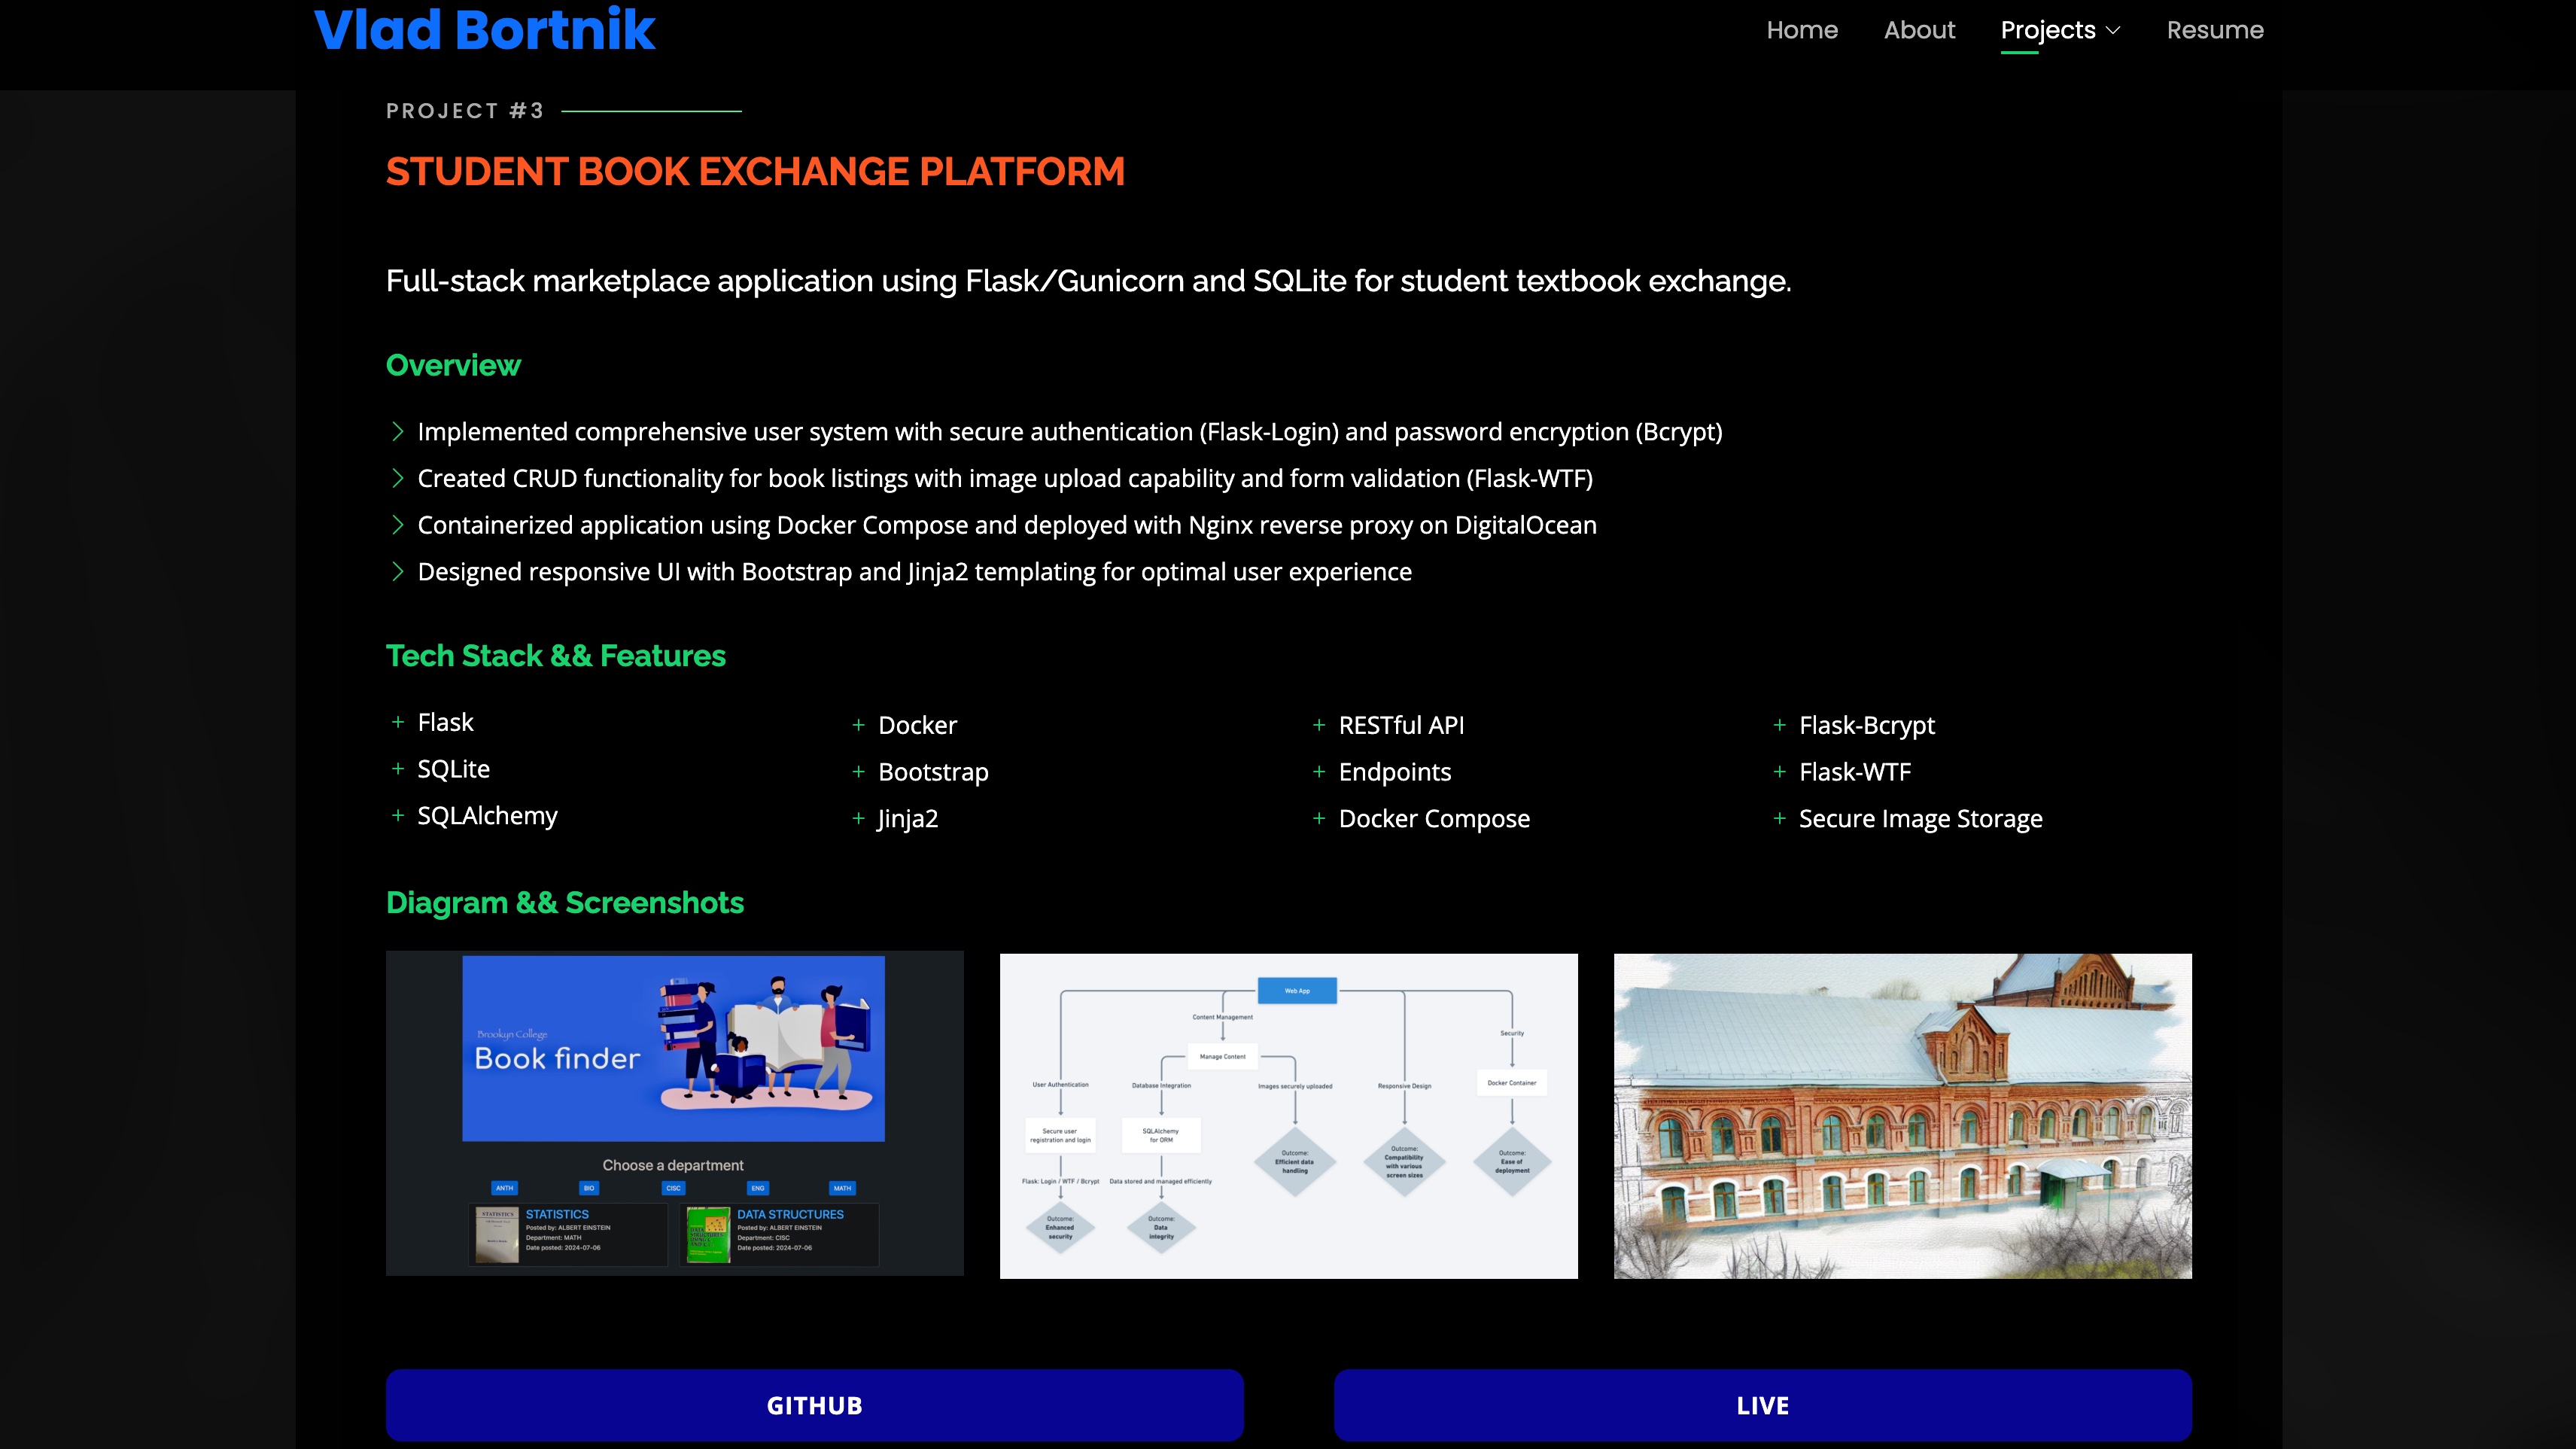 Vlad Bortnik
Home About Projects Resume
PROJECT #3
STUDENT BOOK EXCHANGE PLATFORM
Full-stack marketplace application using Flask/Gunicorn and SQLite for student textbook exchange.
Overview
Implemented comprehensive user system with secure authentication (Flask-Login) and password encryption (Bcrypt)
Created CRUD functionality for book listings with image upload capability and form validation (Flask-WTF)
Containerized application using Docker Compose and deployed with Nginx reverse proxy on DigitalOcean
Designed responsive UI with Bootstrap and Jinja2 templating for optimal user experience
Tech Stack && Features
+ Flask
+ SQLite
+ SQLAlchemy
+ Docker
+ Bootstrap
+ Jinja2
+ RESTful API
+ Endpoints
+ Docker Compose
+ Flask-Bcrypt
+ Flask-WTF
+ Secure Image Storage
Diagram && Screenshots
Brooklyn College
Book finder
Choose a department
ANTH BIO CISC ENG MATH
STATISTICS
STATISTICS
Posted by: ALBERT EINSTEIN
Department: MATH
Date posted: 2024-07-06
DATA STRUCTURES
Posted by: ALBERT EINSTEIN
Department: CISC
Date posted: 2024-07-06
Web App
Content Management
Security
Manage Content
User Authentication
Database Integration
Images securely uploaded
Responsive Design
Docker Container
Secure user
registration and login
SQLAlchemy
for ORM
Outcome:
Efficient data
handling
Outcome:
Compatibility
with various
screen sizes
Outcome:
Ease of
deployment
Flask: Login / WTF / Bcrypt
Data stored and managed efficiently
Outcome:
Enhanced
security
Outcome:
Data
integrity
GITHUB
LIVE